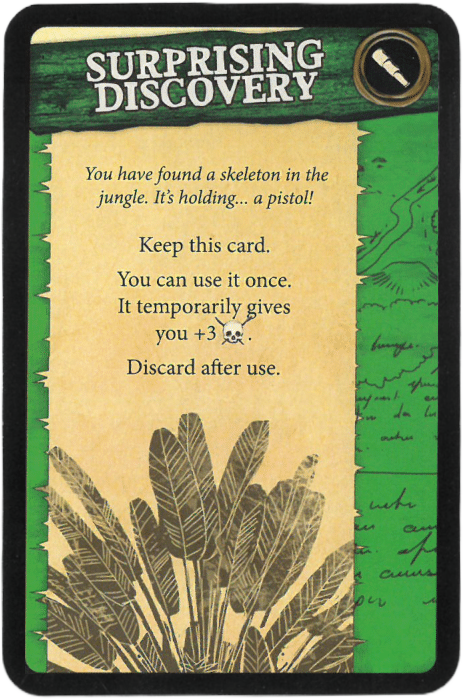 SURPRISING
DISCOVERY
You have found a skeleton in the
jungle. It's holding... a pistol!
Keep this card.
You can use it once.
It temporarily gives
you +3 .
Discard after use.